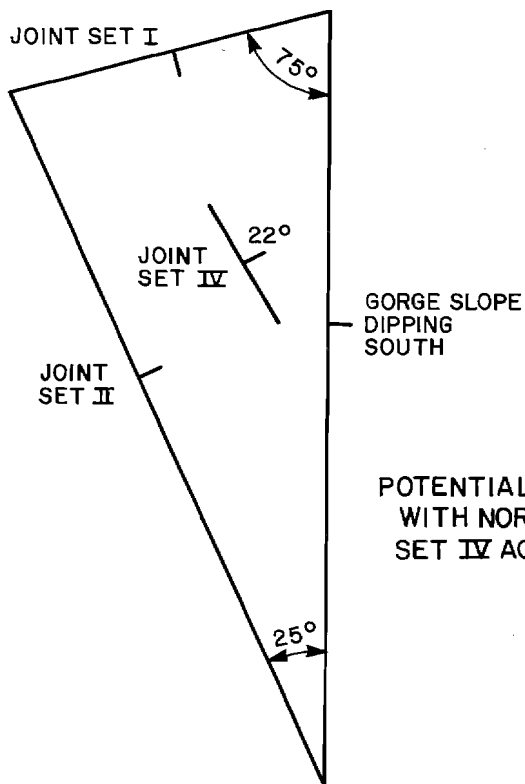 JOINT SET I
75°
22°
JOINT
SET IV
GORGE SLOPE
DIPPING
SOUTH
JOINT
SET II
POTENTIAL
WITH NOR
SET IV AC
25°